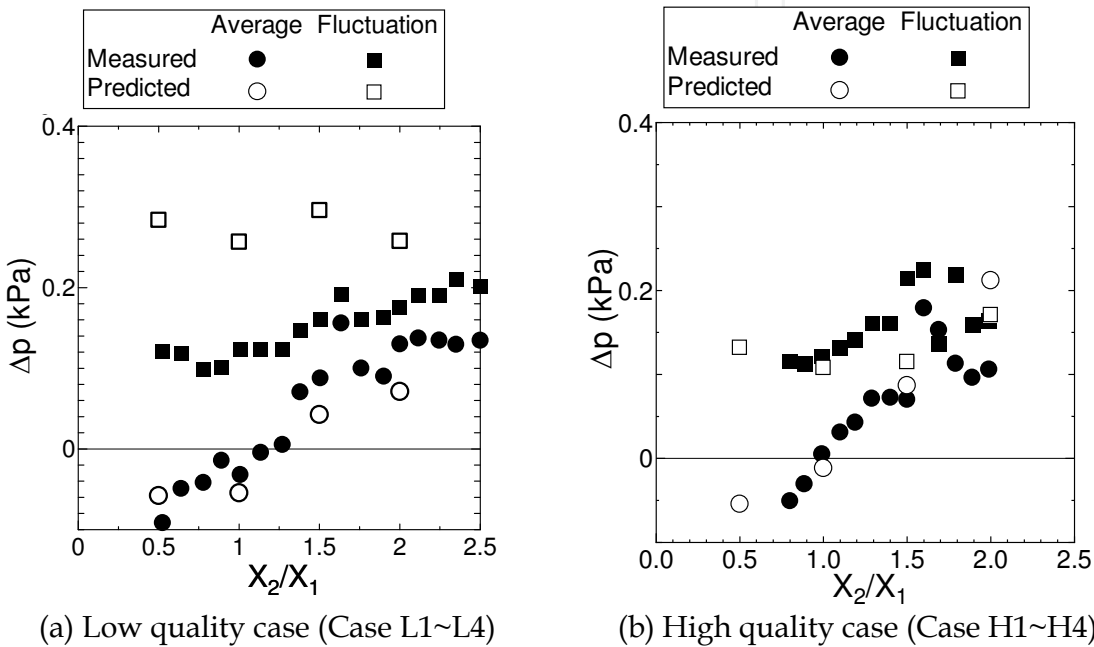 Average Fluctuation
Measured
Predicted
0.4
0.2
0
Δp (kPa)
0 0.5 1 1.5 2 2.5
X2/X1
(a) Low quality case (Case L1~L4)
Average Fluctuation
Measured
Predicted
0.4
0.2
0
Δp (kPa)
0.0 0.5 1.0 1.5 2.0 2.5
X2/X1
(b) High quality case (Case H1~H4)